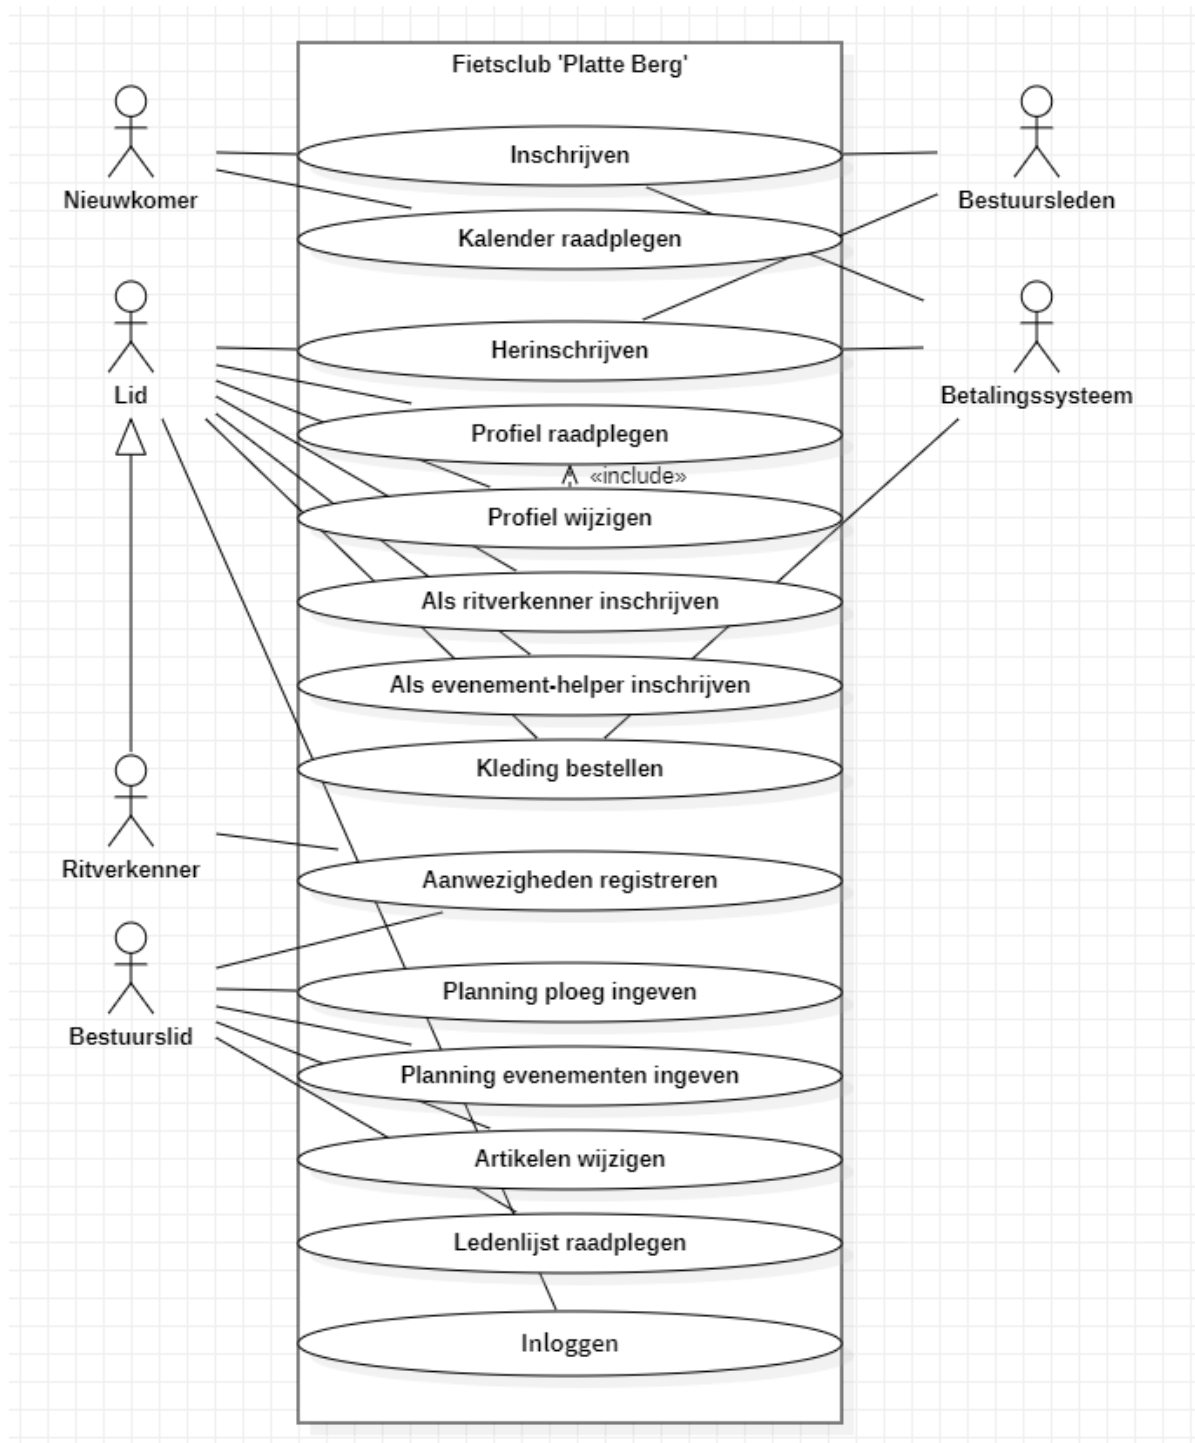 Fietsclub 'Platte Berg'
Inschrijven
Nieuwkomer
Bestuursleden
Kalender raadplegen
Herinschrijven
Lid
Betalingssysteem
Profiel raadplegen
«include»
Profiel wijzigen
Als ritverkenner inschrijven
Als evenement-helper inschrijven
Kleding bestellen
Ritverkenner
Aanwezigheden registreren
Planning ploeg ingeven
Bestuurslid
Planning evenementen ingeven
Artikelen wijzigen
Ledenlijst raadplegen
Inloggen